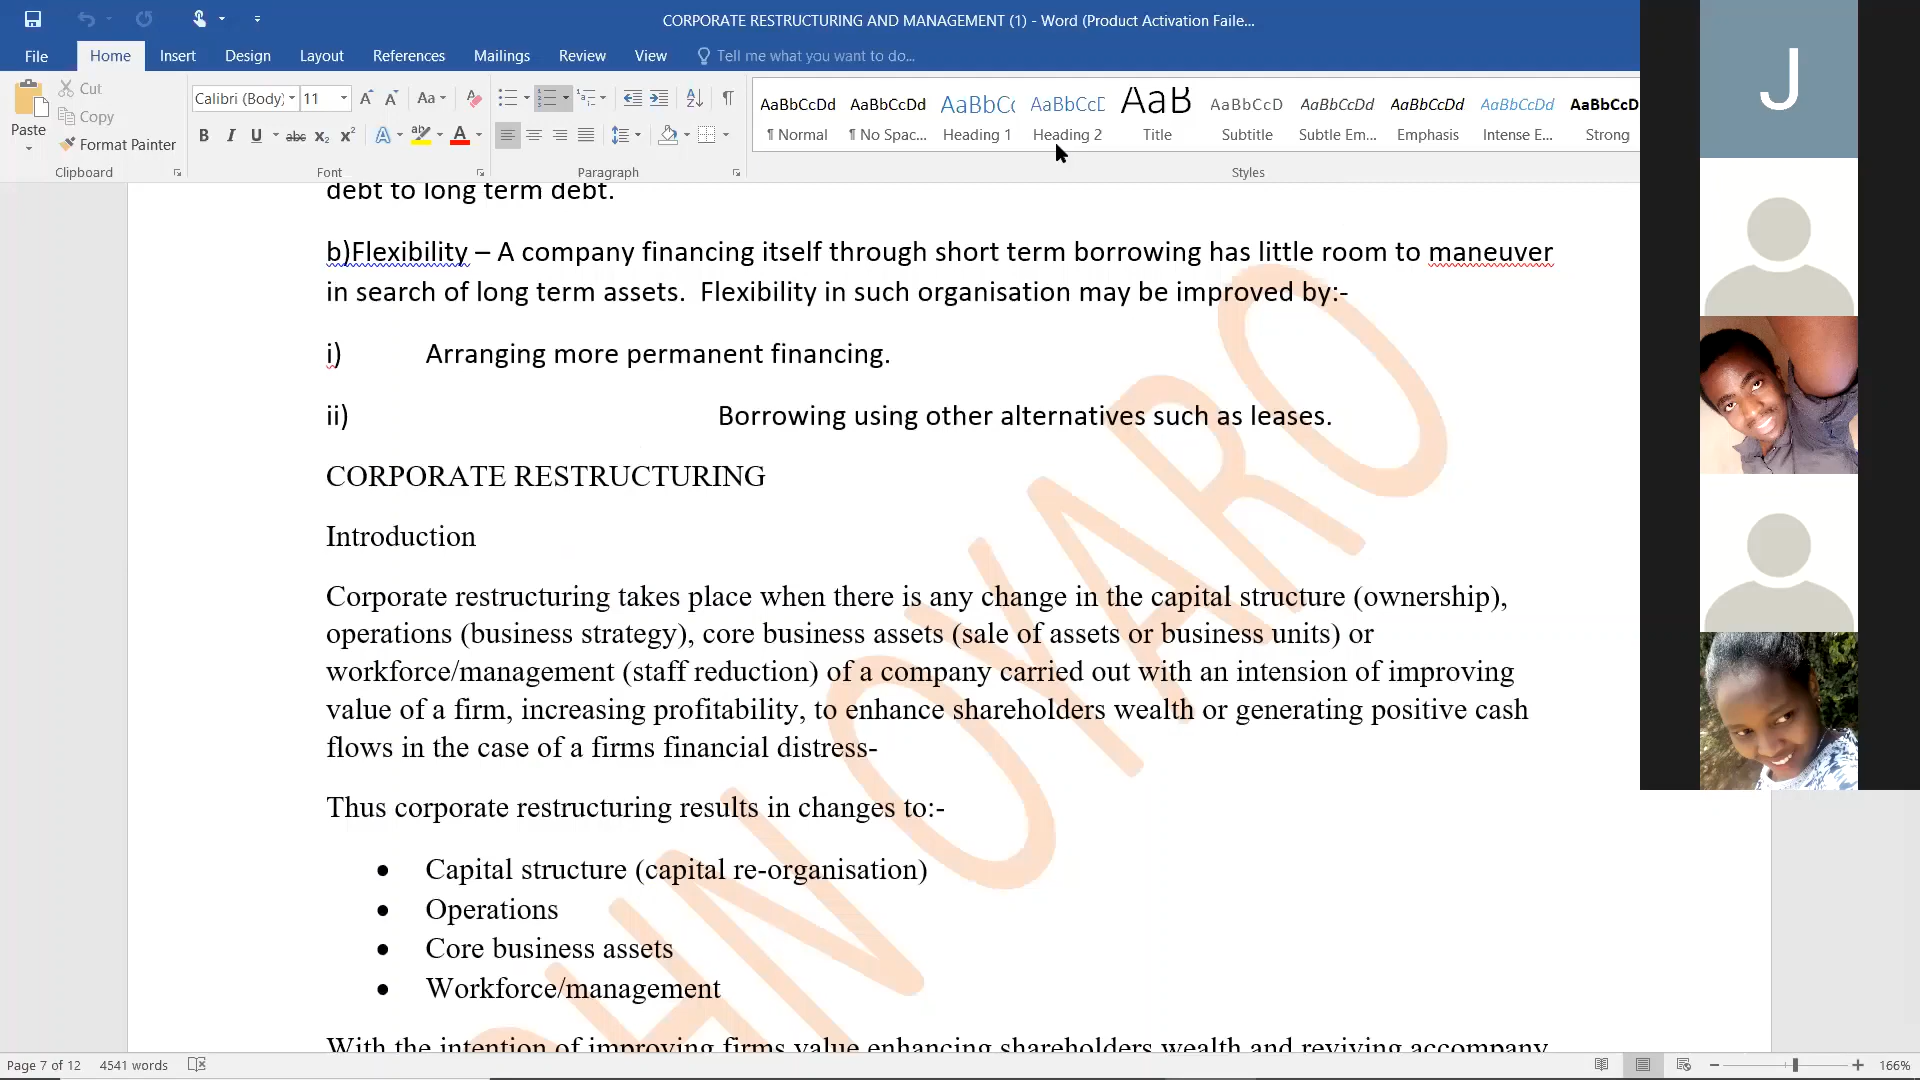 CORPORATE RESTRUCTURING AND MANAGEMENT (1) - Word (Product Activation Faile...
File Home Insert Design Layout References Mailings Review View Tell me what you want to do...
Paste Cut Copy Format Painter Clipboard
Calibri (Body) 11 Aa Font
B I U abc x₂ x² A A
Paragraph
AaBbCcDd AaBbCcDd AaBbC AaBbCcD AaB AaBbCcD AaBbCcDd AaBbCcDd AaBbCcDd AaBbCcD
¶ Normal ¶ No Spac... Heading 1 Heading 2 Title Subtitle Subtle Em... Emphasis Intense E... Strong
Styles
J
debt to long term debt.
b)Flexibility – A company financing itself through short term borrowing has little room to maneuver
in search of long term assets.  Flexibility in such organisation may be improved by:-
i) Arranging more permanent financing.
ii) Borrowing using other alternatives such as leases.
CORPORATE RESTRUCTURING
Introduction
Corporate restructuring takes place when there is any change in the capital structure (ownership),
operations (business strategy), core business assets (sale of assets or business units) or
workforce/management (staff reduction) of a company carried out with an intension of improving
value of a firm, increasing profitability, to enhance shareholders wealth or generating positive cash
flows in the case of a firms financial distress-
Thus corporate restructuring results in changes to:-
• Capital structure (capital re-organisation)
• Operations
• Core business assets
• Workforce/management
With the intention of improving firms value enhancing shareholders wealth and reviving accompany
HN OYARO
Page 7 of 12 4541 words 166%